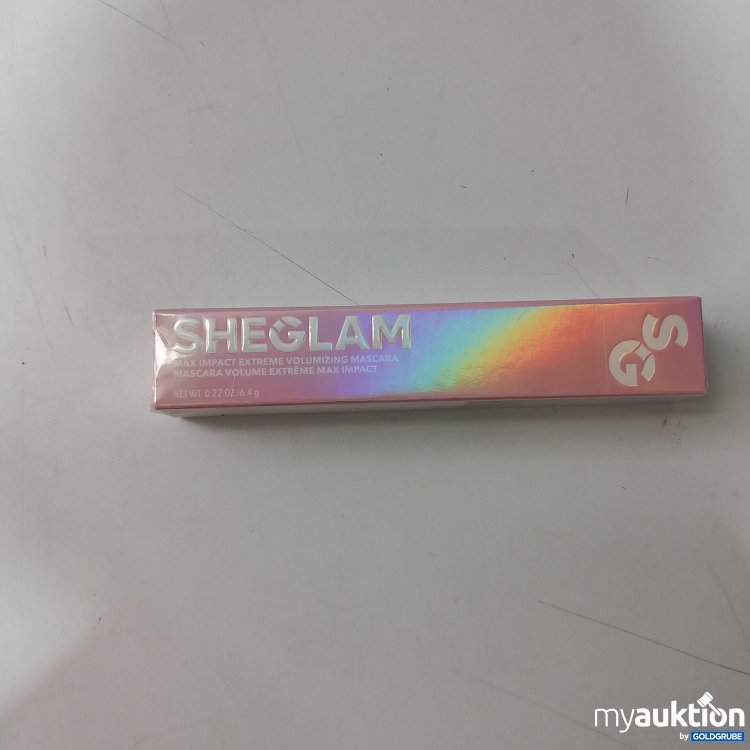 SHEGLAM
MAX IMPACT EXTREME VOLUMIZING MASCARA
MASCARA VOLUME EXTRÊME MAX IMPACT
NET WT. 0.22 OZ./6.4 g
GS
myauktion
by GOLDGRUBE